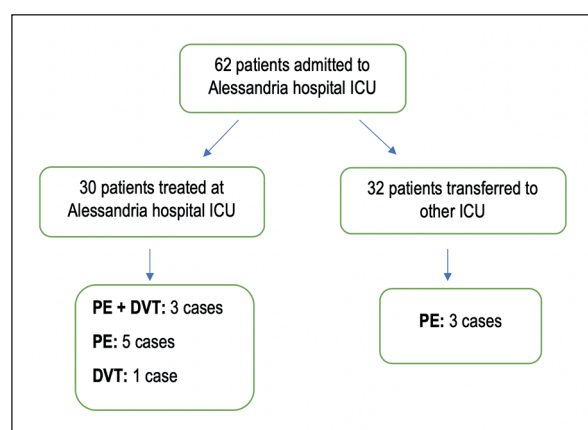 62 patients admitted to
Alessandria hospital ICU
30 patients treated at
Alessandria hospital ICU
32 patients transferred to
other ICU
PE + DVT: 3 cases
PE: 5 cases
DVT: 1 case
PE: 3 cases